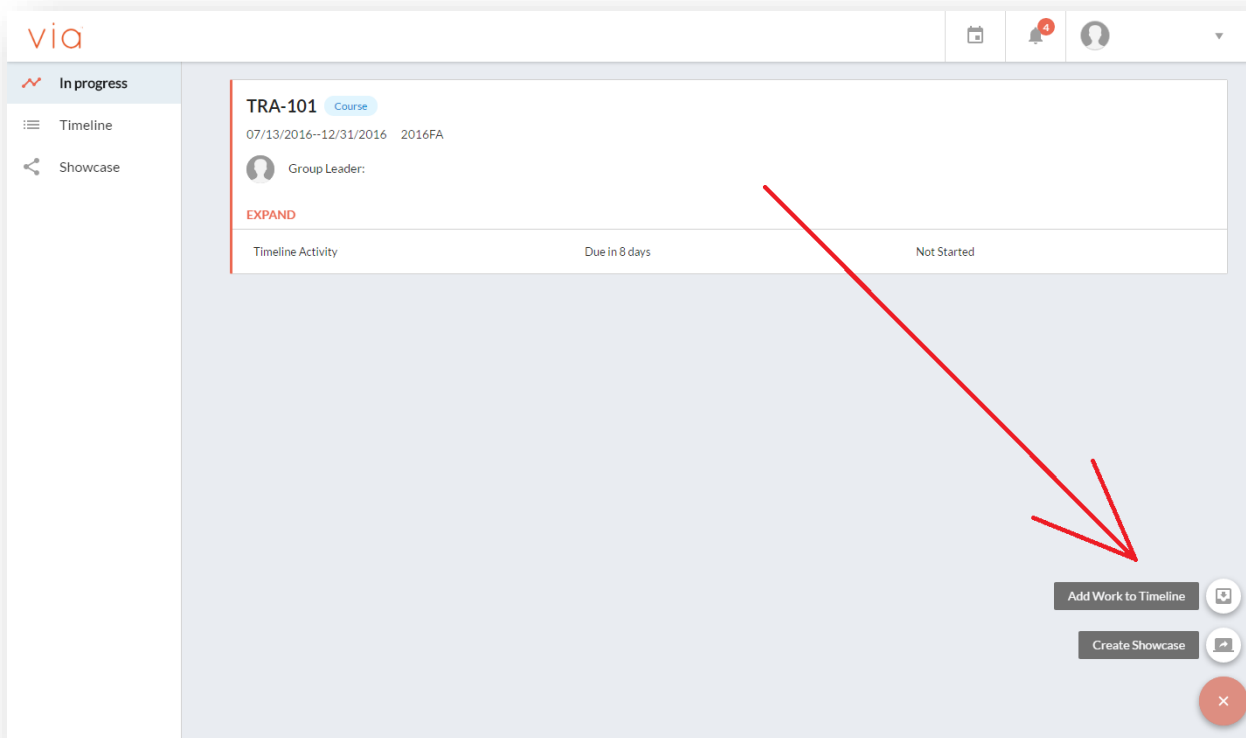 via
4
In progress
Timeline
Showcase
TRA-101 Course
07/13/2016--12/31/2016 2016FA
Group Leader:
EXPAND
Timeline Activity Due in 8 days Not Started
Add Work to Timeline
Create Showcase